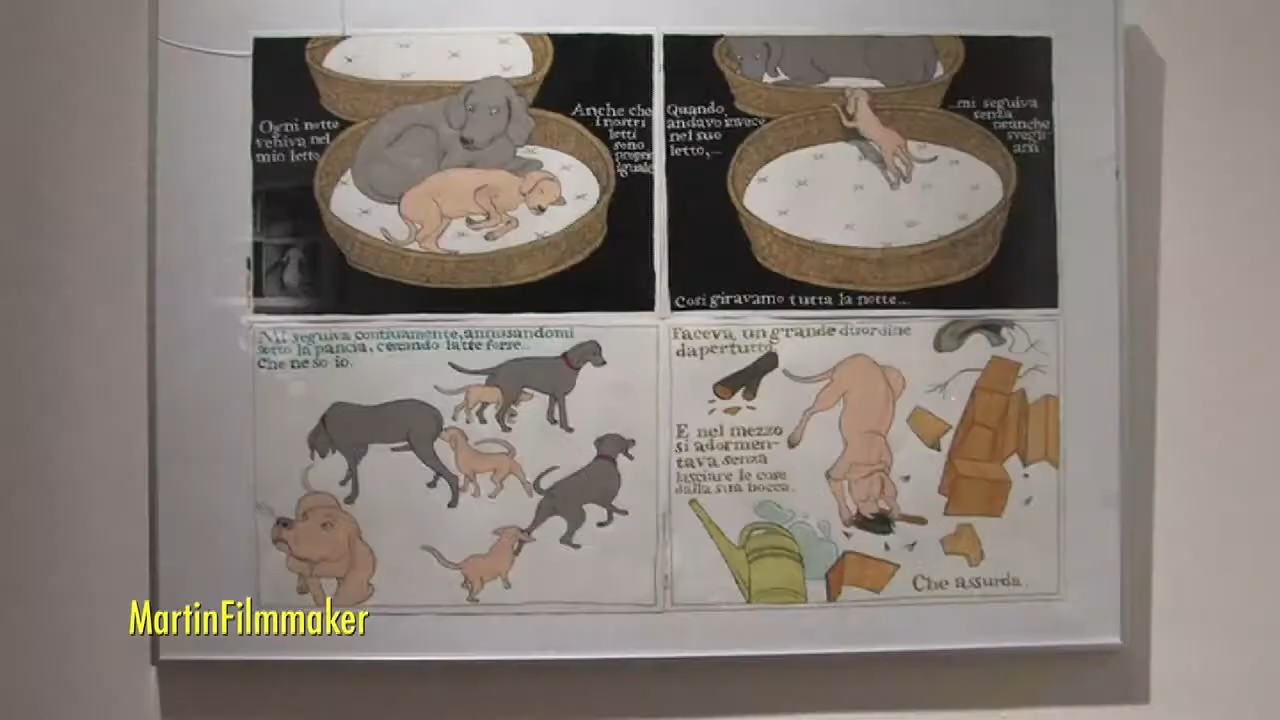 Ogni notte
veniva nel
mio letto.
Anche che
i nostri
letti
sono
proprio
uguali.
Quando,
andavo invece
nel suo
letto,...
...mi seguiva
senza
neanche
svegli-
arsi
Così giravamo tutta la notte...
Mi seguiva continuamente, annusandomi
sotto la pancia, cercando latte forse...
Che ne so io.
Faceva un grande disordine
dapertutto.
E nel mezzo
si adormen-
tava senza
lasciare le cose
dalla sua bocca.
Che assurda.
MartinFilmmaker